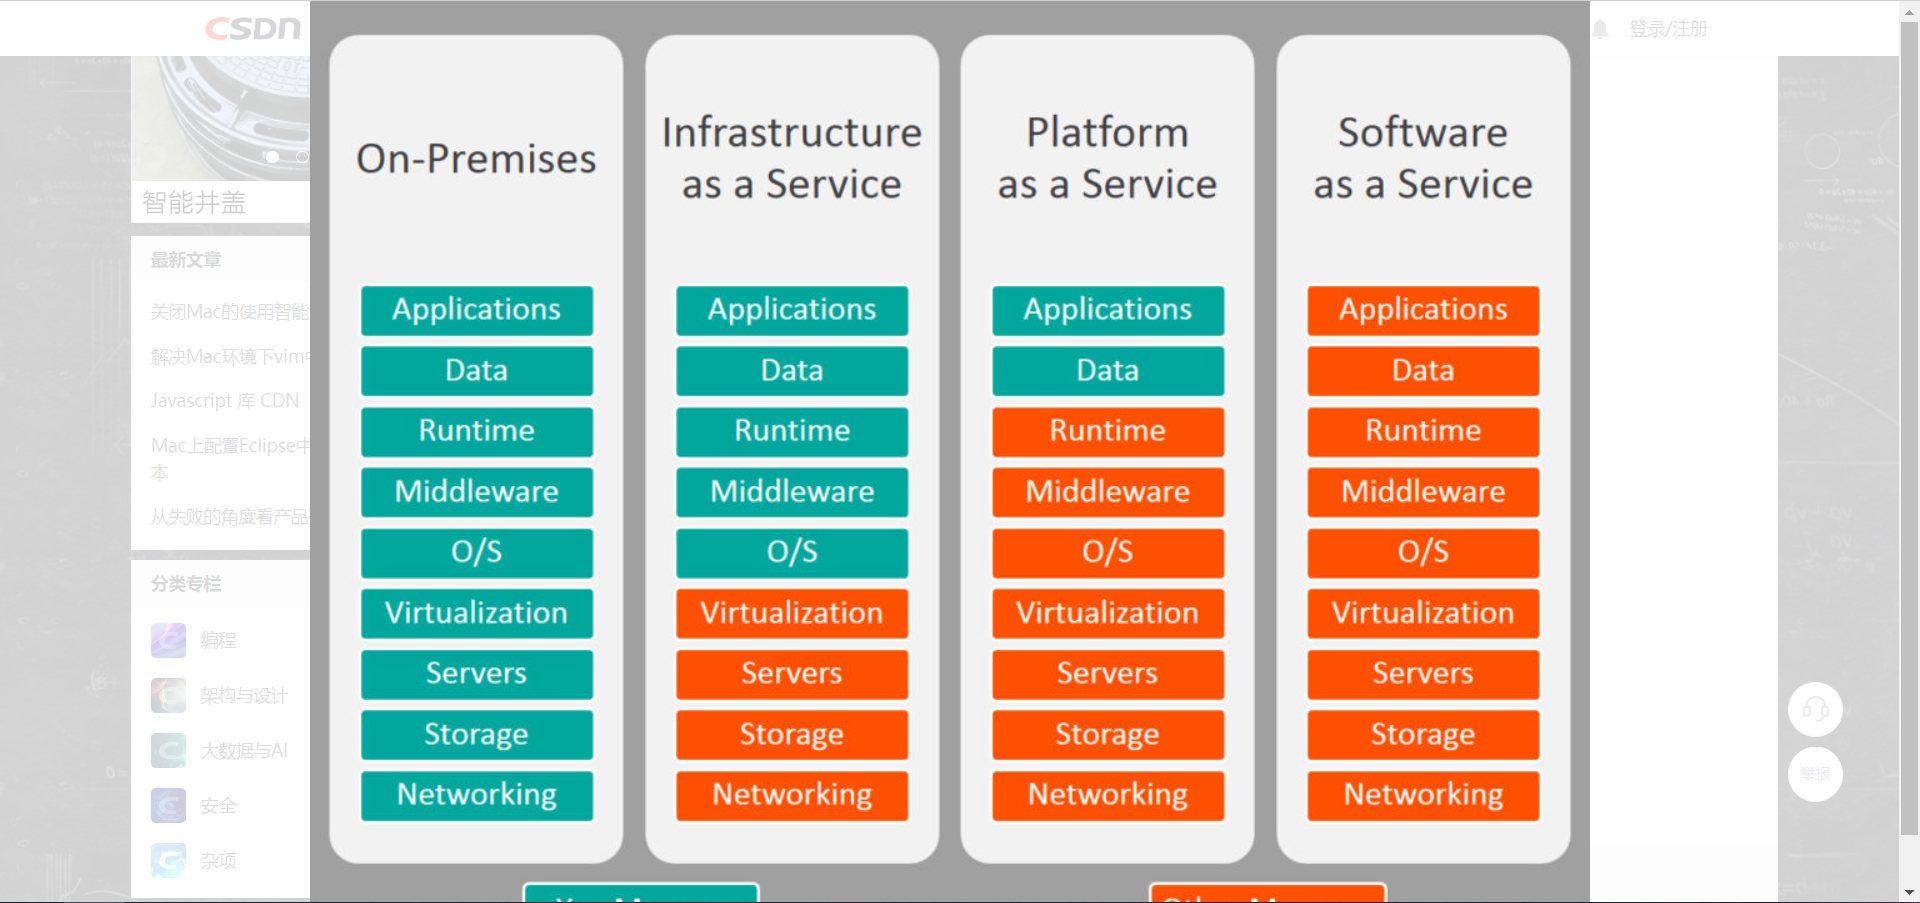 CSDN
登录/注册
智能井盖
最新文章
关闭Mac的使用智能
解决Mac环境下vim
Javascript 库 CDN
Mac上配置Eclipse中
本
从失败的角度看产品
分类专栏
编程
架构与设计
大数据与AI
安全
杂项
On-Premises
Applications
Data
Runtime
Middleware
O/S
Virtualization
Servers
Storage
Networking
Infrastructure
as a Service
Applications
Data
Runtime
Middleware
O/S
Virtualization
Servers
Storage
Networking
Platform
as a Service
Applications
Data
Runtime
Middleware
O/S
Virtualization
Servers
Storage
Networking
Software
as a Service
Applications
Data
Runtime
Middleware
O/S
Virtualization
Servers
Storage
Networking
举报